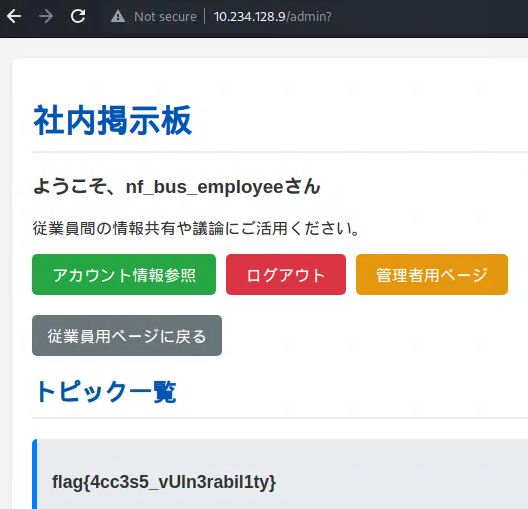 Not secure 10.234.128.9/admin?
社内掲示板
ようこそ、nf_bus_employeeさん
従業員間の情報共有や議論にご活用ください。
アカウント情報参照 ログアウト 管理者用ページ
従業員用ページに戻る
トピック一覧
flag{4cc3s5_vUln3rabil1ty}